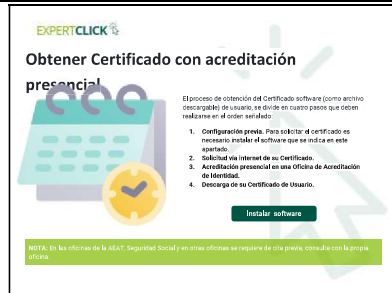 EXPERTCLICK
Obtener Certificado con acreditación
presencial
El proceso de obtención del Certificado software (como archivo
descargable) de usuario, se divide en cuatro pasos que deben
realizarse en el orden señalado:
1. Configuración previa. Para solicitar el certificado es
necesario instalar el software que se indica en este
apartado.
2. Solicitud vía internet de su Certificado.
3. Acreditación presencial en una Oficina de Acreditación
de Identidad.
4. Descarga de su Certificado de Usuario.
Instalar software
NOTA: En las oficinas de la AEAT, Seguridad Social y en otras oficinas se requiere de cita previa, consulte con la propia
oficina.